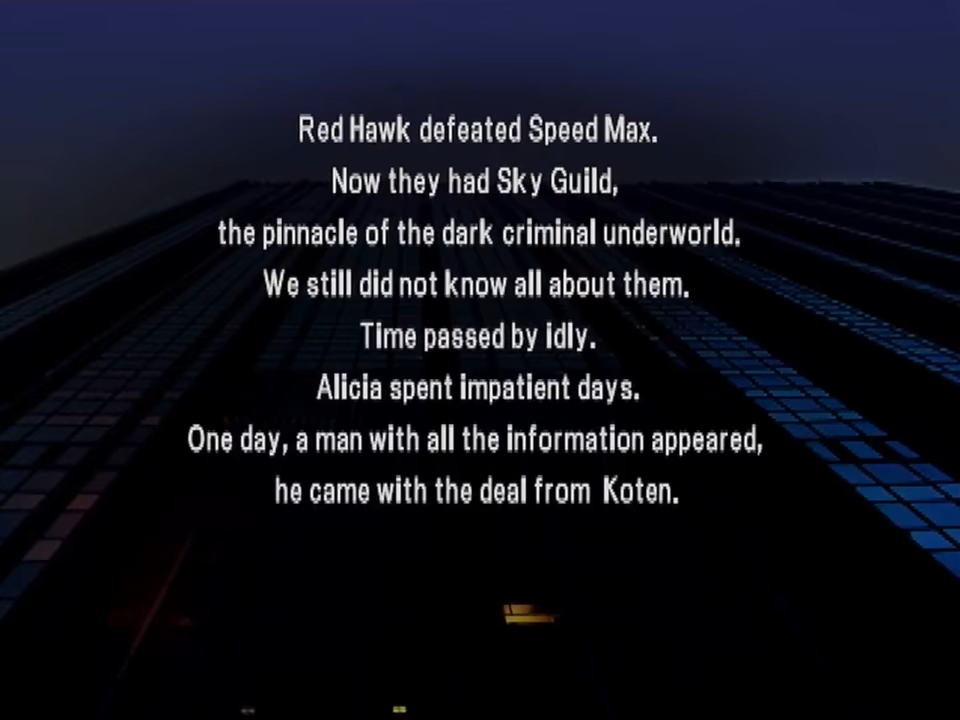 Red Hawk defeated Speed Max.
Now they had Sky Guild,
the pinnacle of the dark criminal underworld.
We still did not know all about them.
Time passed by idly.
Alicia spent impatient days.
One day, a man with all the information appeared,
he came with the deal from Koten.